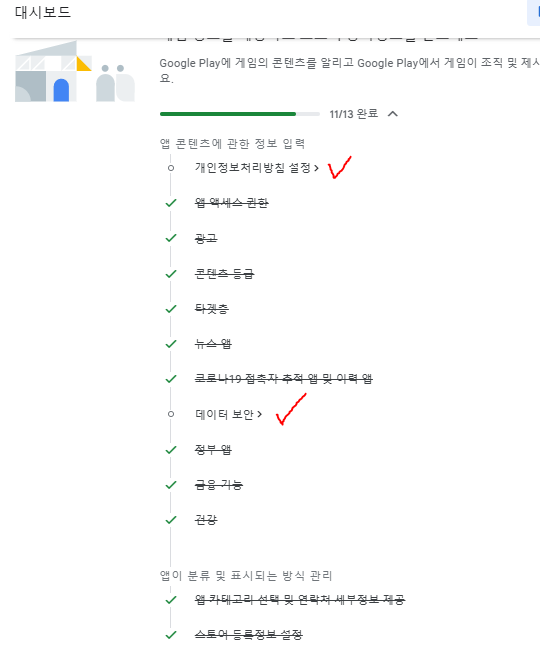 대시보드
Google Play에 게임의 콘텐츠를 알리고 Google Play에서 게임이 조직 및 제시
요.
11/13 완료
앱 콘텐츠에 관한 정보 입력
개인정보처리방침 설정
앱 액세스 권한
광고
콘텐츠 등급
타겟층
뉴스 앱
코로나19 접촉자 추적 앱 및 이력 앱
데이터 보안
정부 앱
금융 기능
건강
앱이 분류 및 표시되는 방식 관리
앱 카테고리 선택 및 연락처 세부정보 제공
스토어 등록정보 설정